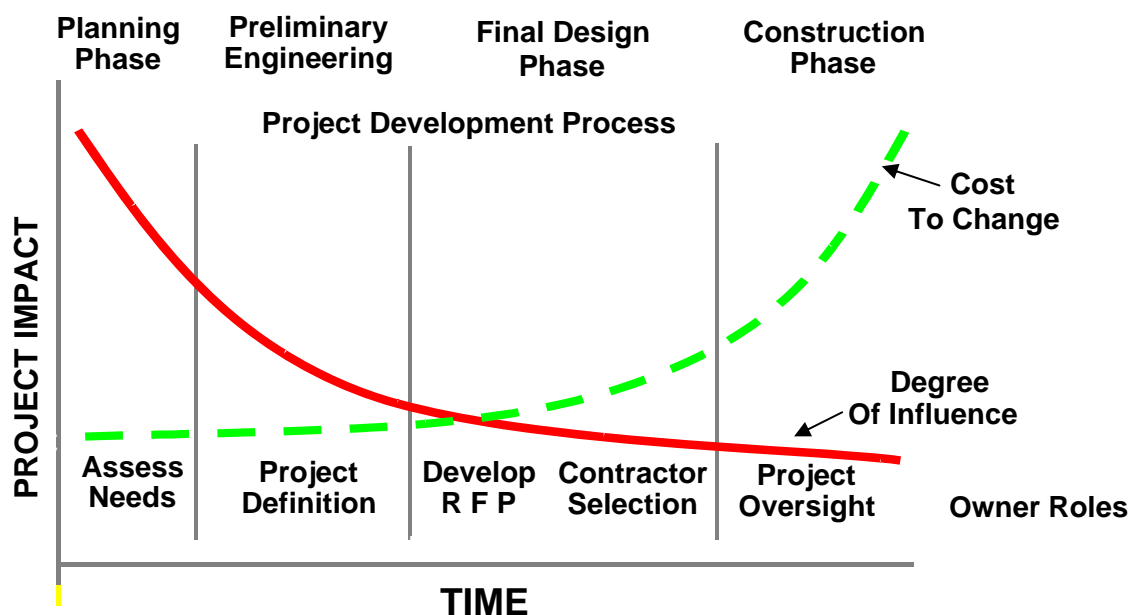 Planning
Phase
Preliminary
Engineering
Final Design
Phase
Construction
Phase
Project Development Process
Cost
To Change
PROJECT IMPACT
Degree
Of Influence
Assess
Needs
Project
Definition
Develop
R F P
Contractor
Selection
Project
Oversight
Owner Roles
TIME